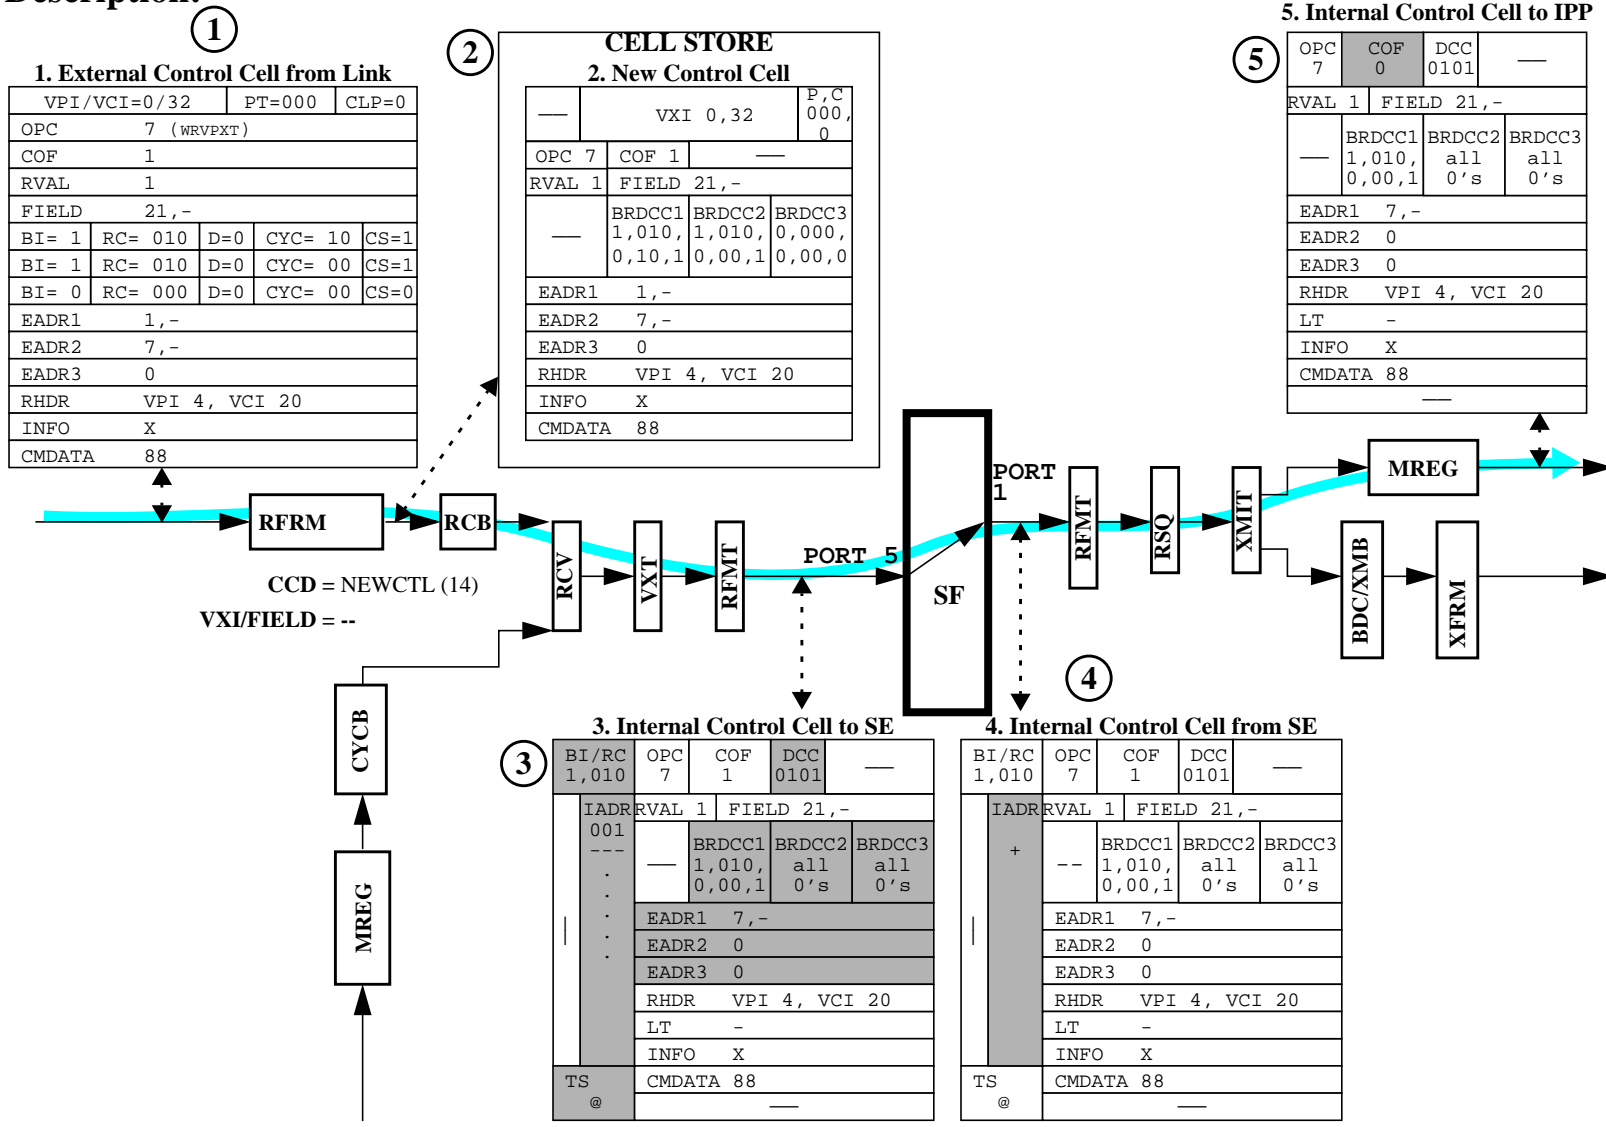 Description:
1
1. External Control Cell from Link
VPI/VCI=0/32 PT=000 CLP=0
OPC 7 (WRVPXT)
COF 1
RVAL 1
FIELD 21,-
BI= 1 RC= 010 D=0 CYC= 10 CS=1
BI= 1 RC= 010 D=0 CYC= 00 CS=1
BI= 0 RC= 000 D=0 CYC= 00 CS=0
EADR1 1,-
EADR2 7,-
EADR3 0
RHDR VPI 4, VCI 20
INFO X
CMDATA 88
2
CELL STORE
2. New Control Cell
— VXI 0,32 P,C
000,
0
OPC 7 COF 1 —
RVAL 1 FIELD 21,-
— BRDCC1 BRDCC2 BRDCC3
1,010, 1,010, 0,000,
0,10,1 0,00,1 0,00,0
EADR1 1,-
EADR2 7,-
EADR3 0
RHDR VPI 4, VCI 20
INFO X
CMDATA 88
5. Internal Control Cell to IPP
5
OPC COF DCC —
7 0 0101
RVAL 1 FIELD 21,-
— BRDCC1 BRDCC2 BRDCC3
1,010, all all
0,00,1 0's 0's
EADR1 7,-
EADR2 0
EADR3 0
RHDR VPI 4, VCI 20
LT -
INFO X
CMDATA 88
—
RFRM
RCB
RCV
VXT
RFMT
PORT 5
SF
PORT
1
RFMT
RSQ
XMIT
MREG
BDC/XMB
XFRM
CCD = NEWCTL (14)
VXI/FIELD = --
CYCB
MREG
3. Internal Control Cell to SE
3
BI/RC OPC COF DCC —
1,010 7 1 0101
IADR RVAL 1 FIELD 21,-
001
---
.
.
.
.
.
— BRDCC1 BRDCC2 BRDCC3
1,010, all all
0,00,1 0's 0's
|
EADR1 7,-
EADR2 0
EADR3 0
RHDR VPI 4, VCI 20
LT -
INFO X
TS CMDATA 88
@ —
4
4. Internal Control Cell from SE
BI/RC OPC COF DCC —
1,010 7 1 0101
IADR RVAL 1 FIELD 21,-
+
-- BRDCC1 BRDCC2 BRDCC3
1,010, all all
0,00,1 0's 0's
|
EADR1 7,-
EADR2 0
EADR3 0
RHDR VPI 4, VCI 20
LT -
INFO X
TS CMDATA 88
@ —